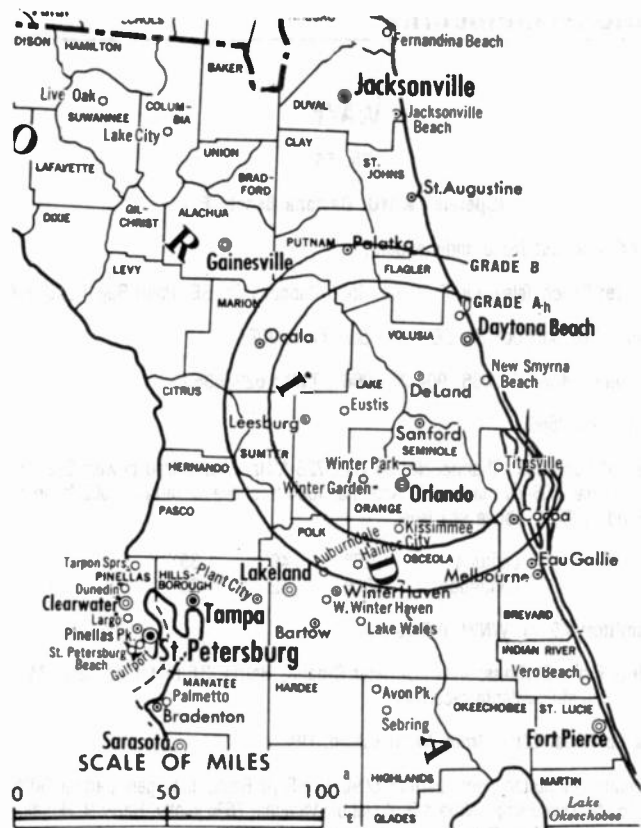 ECHOLS
Fernandina Beach
DISON
HAMILTON
BAKER
Jacksonville
Live Oak
COLUM-
BIA
DUVAL
SUWANNEE
Lake City
Jacksonville
Beach
O
UNION
CLAY
LAFAYETTE
BRAD-
FORD
ST.
JOHNS
DIXIE
GIL-
CHRIST
ALACHUA
St. Augustine
R
PUTNAM
Palatka
Gainesville
LEVY
FLAGLER
GRADE B
MARION
GRADE A
Ocala
VOLUSIA
Daytona Beach
CITRUS
I
LAKE
DeLand
New Smyrna
Beach
Eustis
Leesburg
Sanford
SUMTER
SEMINOLE
HERNANDO
Winter Park
Titusville
Winter Garden
Orlando
PASCO
ORANGE
POLK
Kissimmee
Cocoa
Auburndale
Haines
City
OSCEOLA
Tarpon Sprs.
PINELLAS
HILLS-
BOROUGH
Plant City
Lakeland
D
Eau Gallie
Melbourne
Dunedin
Clearwater
Tampa
Winter Haven
W. Winter Haven
BREVARD
Largo
Pinellas Pk.
Bartow
Lake Wales
St. Petersburg
INDIAN RIVER
St. Petersburg
Beach
Gulfport
Vero Beach
MANATEE
HARDEE
Avon Pk.
OKEECHOBEE
ST. LUCIE
Palmetto
Bradenton
Sebring
Sarasota
A
Fort Pierce
SCALE OF MILES
HIGHLANDS
MARTIN
0 50 100
GLADES
Lake
Okeechobee